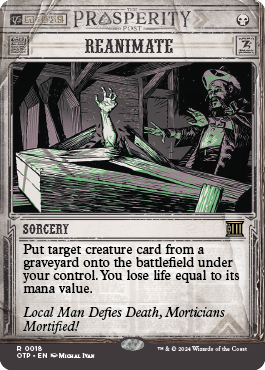 THE
PROSPERITY
POST
REANIMATE
SORCERY
Put target creature card from a
graveyard onto the battlefield under
your control. You lose life equal to its
mana value.
Local Man Defies Death, Morticians
Mortified!
R 0018
OTP • EN MICHAL IVAN
™ & © 2024 Wizards of the Coast